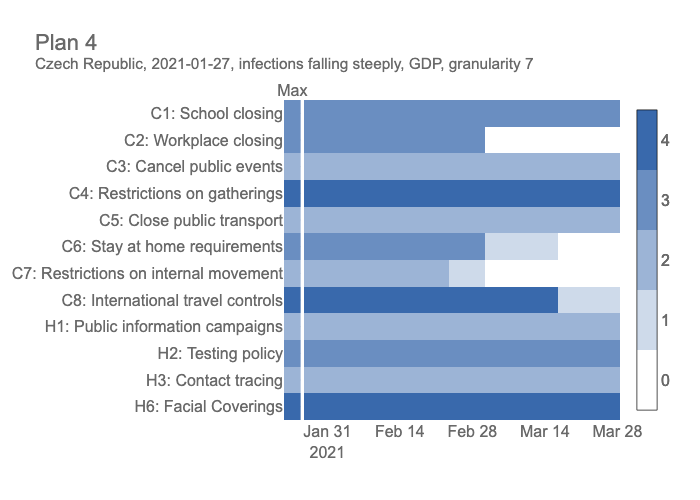 Plan 4
Czech Republic, 2021-01-27, infections falling steeply, GDP, granularity 7
Max
C1: School closing
C2: Workplace closing
C3: Cancel public events
C4: Restrictions on gatherings
C5: Close public transport
C6: Stay at home requirements
C7: Restrictions on internal movement
C8: International travel controls
H1: Public information campaigns
H2: Testing policy
H3: Contact tracing
H6: Facial Coverings
Jan 31 Feb 14 Feb 28 Mar 14 Mar 28
2021
4
3
2
1
0